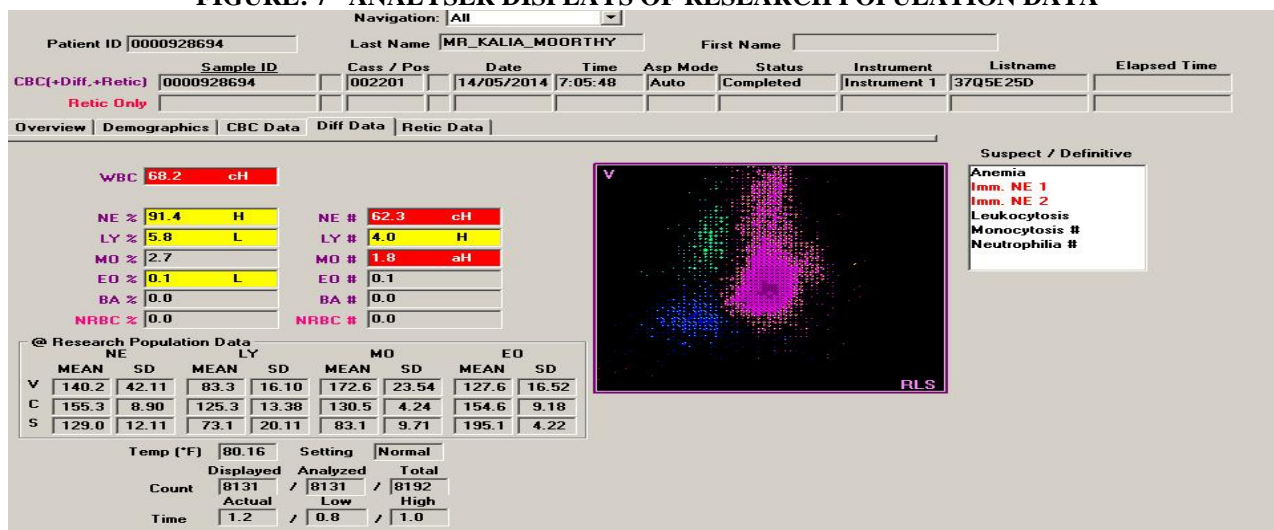 FIGURE: 7 ANALYSER DISPLAYS OF RESEARCH POPULATION DATA
Navigation: All
Patient ID 0000928694 Last Name MR_KALIA_MOORTHY First Name
Sample ID Cass / Pos Date Time Asp Mode Status Instrument Listname Elapsed Time
CBC(+Diff,+Retic) 0000928694 002201 14/05/2014 7:05:48 Auto Completed Instrument 1 37Q5E25D
Retic Only
Overview Demographics CBC Data Diff Data Retic Data
Suspect / Definitive
WBC 68.2 cH
NE % 91.4 H NE # 62.3 cH
LY % 5.8 L LY # 4.0 H
MO % 2.7 MO # 1.8 aH
EO % 0.1 L EO # 0.1
BA % 0.0 BA # 0.0
NRBC % 0.0 NRBC # 0.0
V
RLS
Anemia
Imm. NE 1
Imm. NE 2
Leukocytosis
Monocytosis #
Neutrophilia #
@ Research Population Data
NE LY MO EO
MEAN SD MEAN SD MEAN SD MEAN SD
V 140.2 42.11 83.3 16.10 172.6 23.54 127.6 16.52
C 155.3 8.90 125.3 13.38 130.5 4.24 154.6 9.18
S 129.0 12.11 73.1 20.11 83.1 9.71 195.1 4.22
Temp (°F) 80.16 Setting Normal
Displayed Analyzed Total
Count 8131 / 8131 / 8192
Actual Low High
Time 1.2 / 0.8 / 1.0